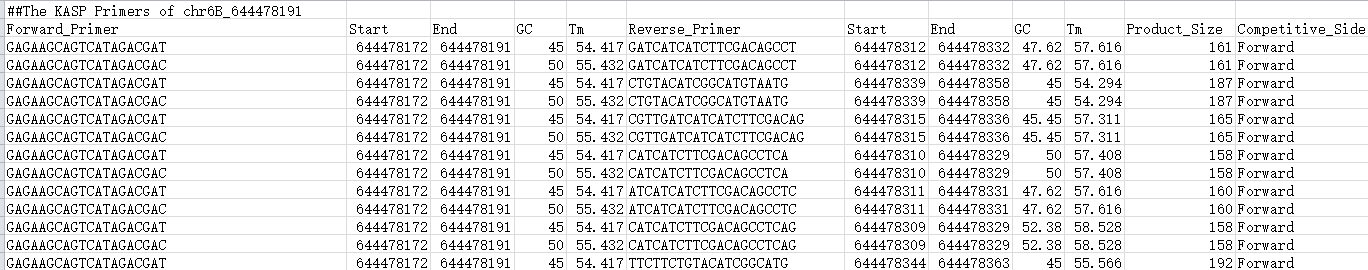 ##The KASP Primers of chr6B_644478191
Forward_Primer Start End GC Tm Reverse_Primer Start End GC Tm Product_Size Competitive_Side
GAGAAGCAGTCATAGACGAT 644478172 644478191 45 54.417 GATCATCATCTTCGACAGCCT 644478312 644478332 47.62 57.616 161 Forward
GAGAAGCAGTCATAGACGAC 644478172 644478191 50 55.432 GATCATCATCTTCGACAGCCT 644478312 644478332 47.62 57.616 161 Forward
GAGAAGCAGTCATAGACGAT 644478172 644478191 45 54.417 CTGTACATCGGCATGTAATG 644478339 644478358 45 54.294 187 Forward
GAGAAGCAGTCATAGACGAC 644478172 644478191 50 55.432 CTGTACATCGGCATGTAATG 644478339 644478358 45 54.294 187 Forward
GAGAAGCAGTCATAGACGAT 644478172 644478191 45 54.417 CGTTGATCATCATCTTCGACAG 644478315 644478336 45.45 57.311 165 Forward
GAGAAGCAGTCATAGACGAC 644478172 644478191 50 55.432 CGTTGATCATCATCTTCGACAG 644478315 644478336 45.45 57.311 165 Forward
GAGAAGCAGTCATAGACGAT 644478172 644478191 45 54.417 CATCATCTTCGACAGCCTCA 644478310 644478329 50 57.408 158 Forward
GAGAAGCAGTCATAGACGAC 644478172 644478191 50 55.432 CATCATCTTCGACAGCCTCA 644478310 644478329 50 57.408 158 Forward
GAGAAGCAGTCATAGACGAT 644478172 644478191 45 54.417 ATCATCATCTTCGACAGCCTC 644478311 644478331 47.62 57.616 160 Forward
GAGAAGCAGTCATAGACGAC 644478172 644478191 50 55.432 ATCATCATCTTCGACAGCCTC 644478311 644478331 47.62 57.616 160 Forward
GAGAAGCAGTCATAGACGAT 644478172 644478191 45 54.417 CATCATCTTCGACAGCCTCAG 644478309 644478329 52.38 58.528 158 Forward
GAGAAGCAGTCATAGACGAC 644478172 644478191 50 55.432 CATCATCTTCGACAGCCTCAG 644478309 644478329 52.38 58.528 158 Forward
GAGAAGCAGTCATAGACGAT 644478172 644478191 45 54.417 TTCTTCTGTACATCGGCATG 644478344 644478363 45 55.566 192 Forward